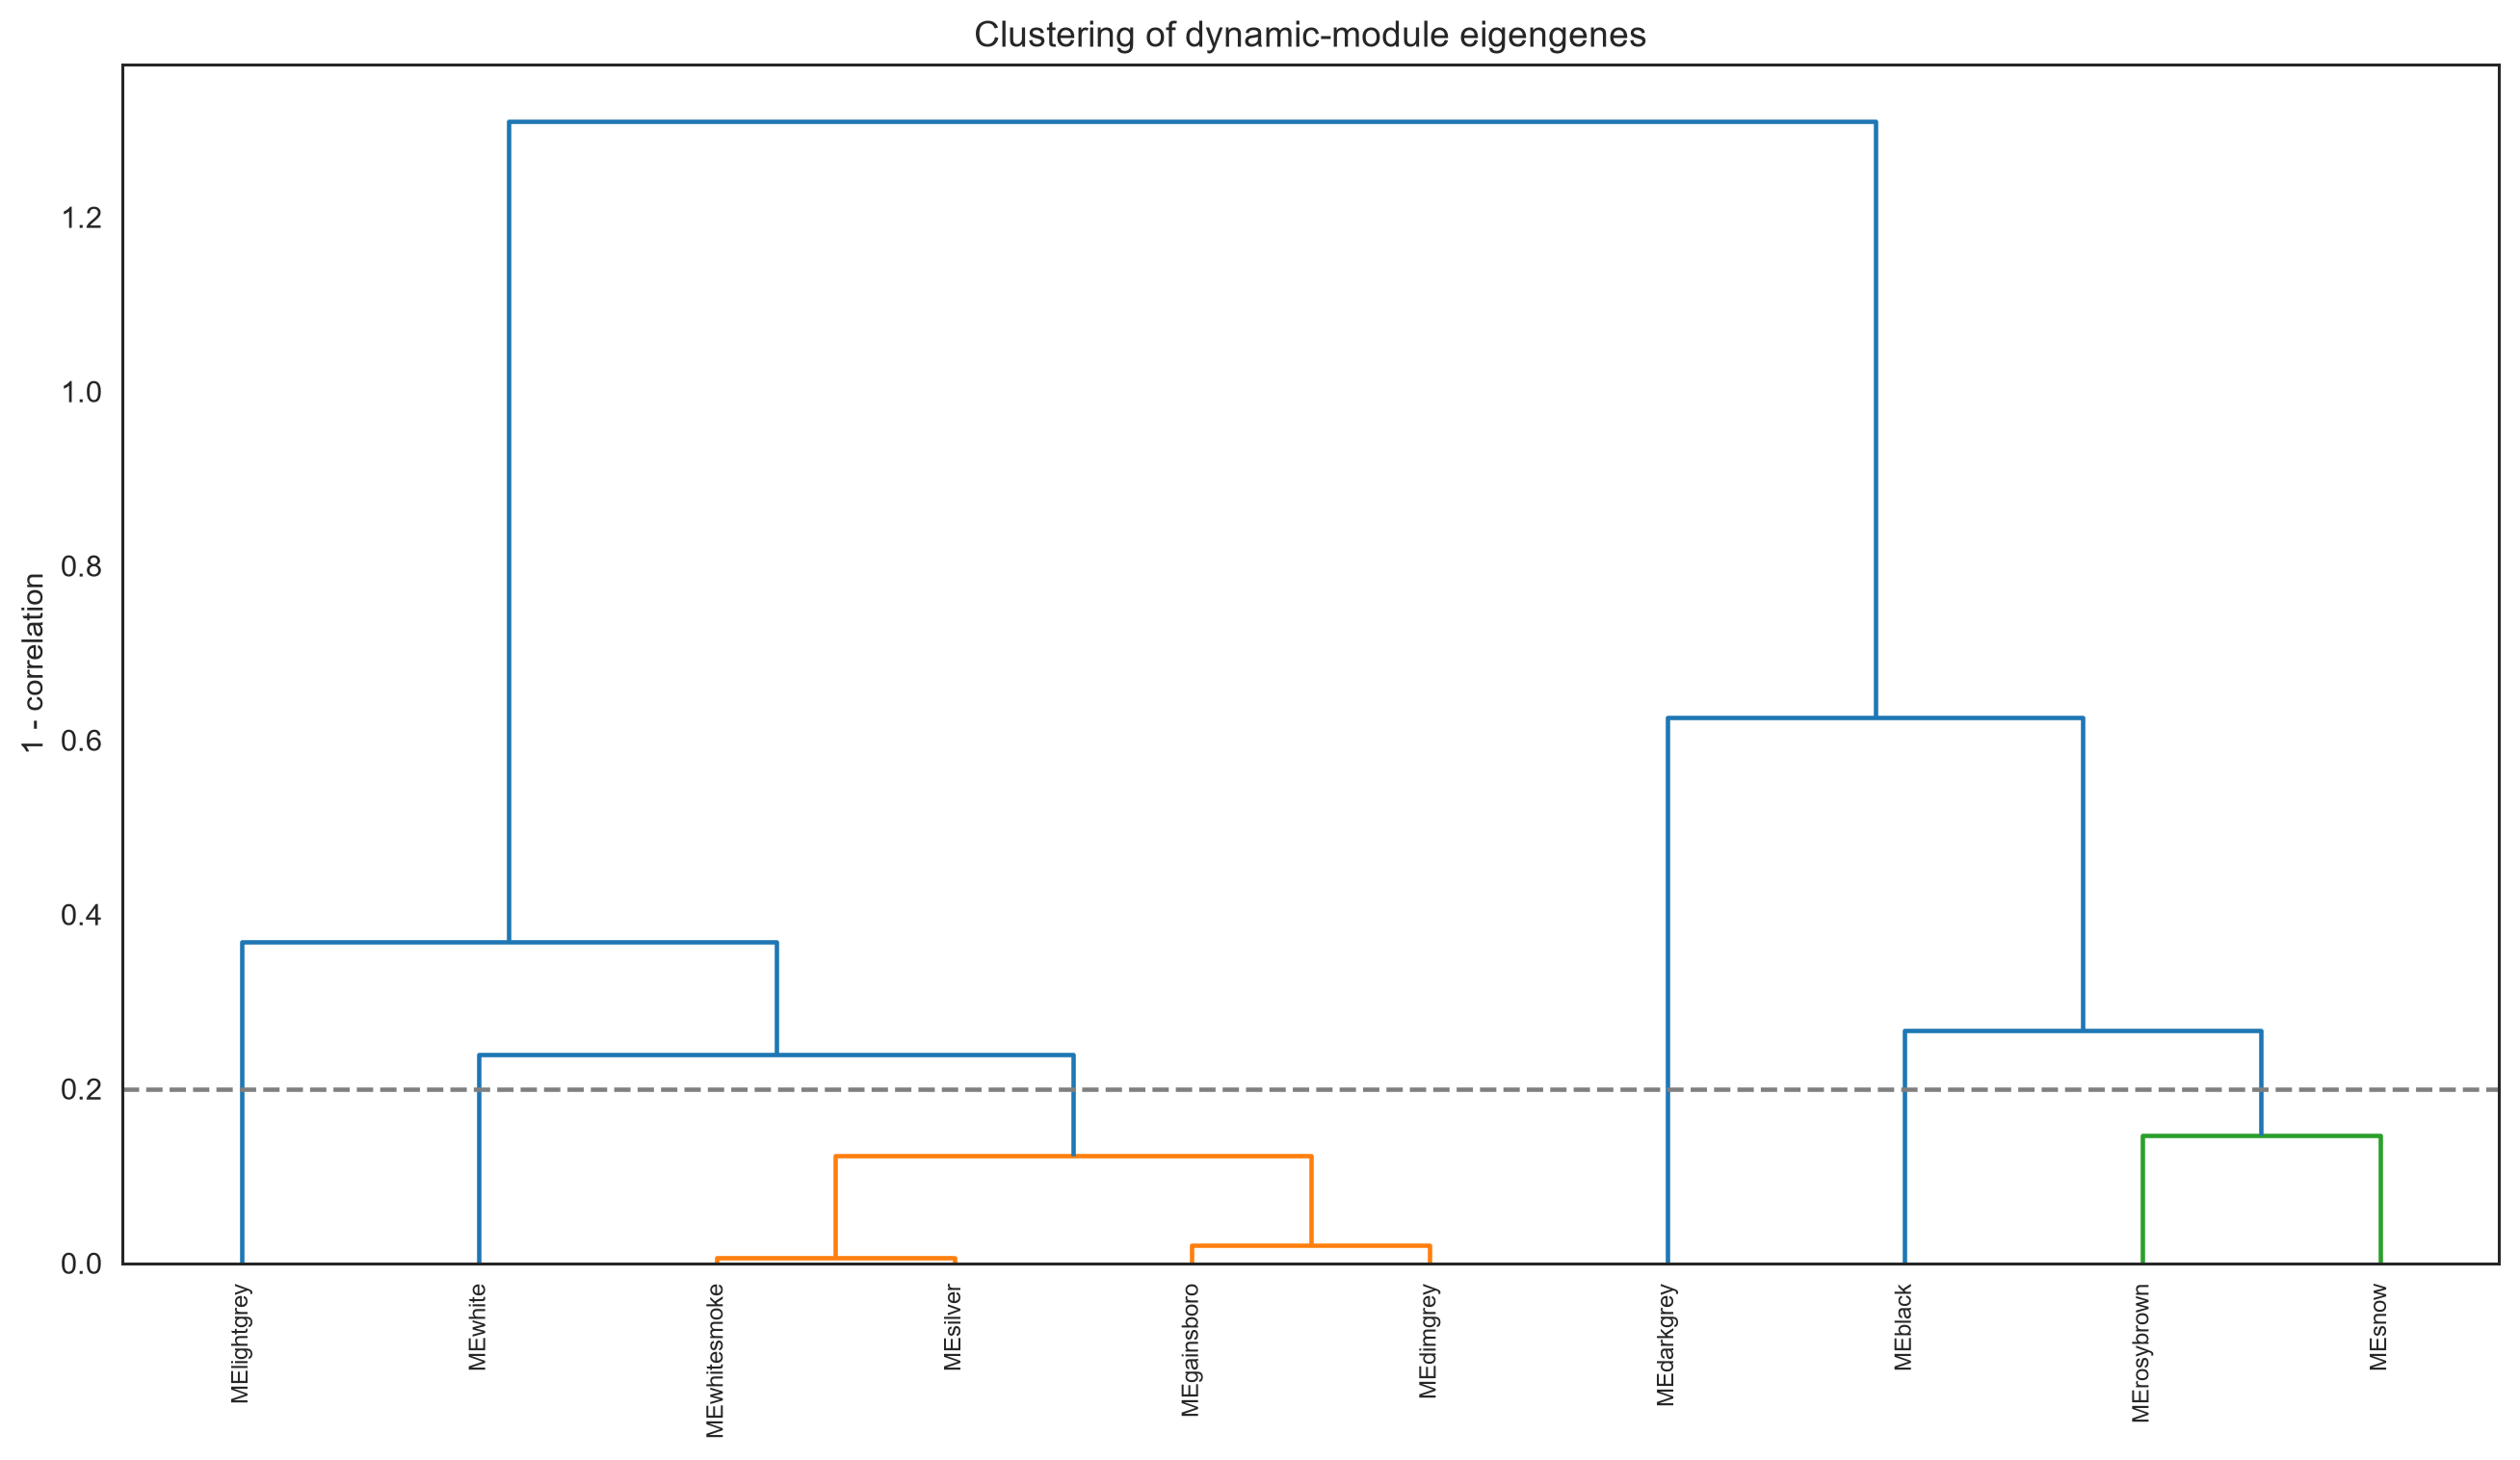 Clustering of dynamic-module eigengenes
1 - correlation
1.2
1.0
0.8
0.6
0.4
0.2
0.0
MElightgrey
MEwhite
MEwhitesmoke
MEsilver
MEgainsboro
MEdimgrey
MEdarkgrey
MEblack
MErosybrown
MEsnow